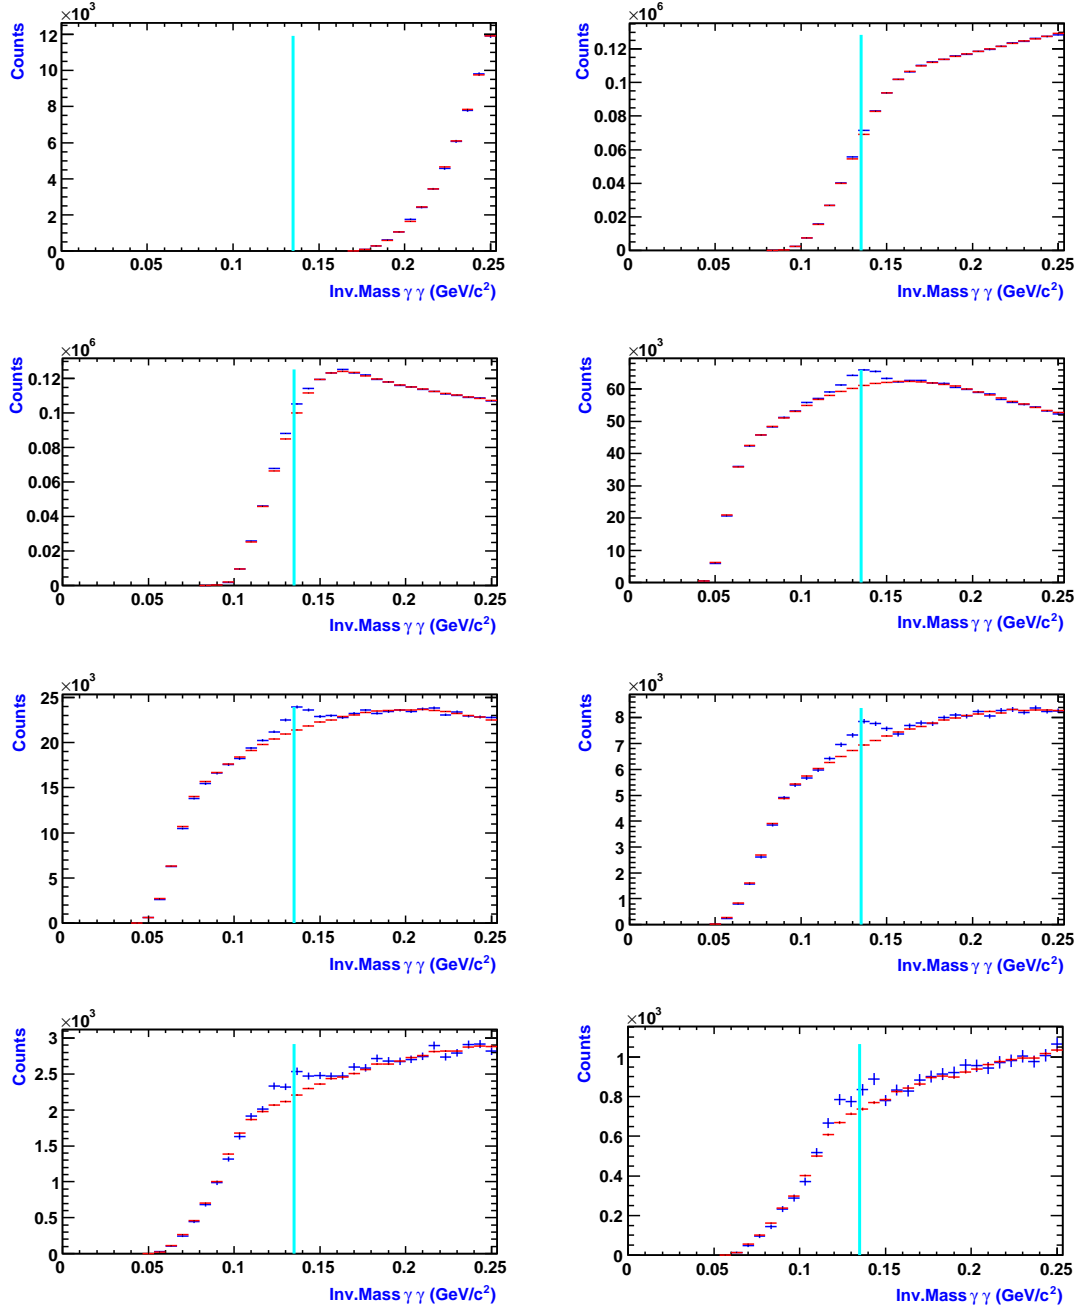 ×10³ ×10⁶
Counts 12 10 8 6 4 2 0
Counts 0.12 0.1 0.08 0.06 0.04 0.02 0
0 0.05 0.1 0.15 0.2 0.25
0 0.05 0.1 0.15 0.2 0.25
Inv.Mass γ γ (GeV/c²)
Inv.Mass γ γ (GeV/c²)
×10⁶ ×10³
Counts 0.12 0.1 0.08 0.06 0.04 0.02 0
Counts 60 50 40 30 20 10 0
0 0.05 0.1 0.15 0.2 0.25
0 0.05 0.1 0.15 0.2 0.25
Inv.Mass γ γ (GeV/c²)
Inv.Mass γ γ (GeV/c²)
×10³ ×10³
Counts 25 20 15 10 5 0
Counts 8 7 6 5 4 3 2 1 0
0 0.05 0.1 0.15 0.2 0.25
0 0.05 0.1 0.15 0.2 0.25
Inv.Mass γ γ (GeV/c²)
Inv.Mass γ γ (GeV/c²)
×10³ ×10³
Counts 3 2.5 2 1.5 1 0.5 0
Counts 1 0.8 0.6 0.4 0.2 0
0 0.05 0.1 0.15 0.2 0.25
0 0.05 0.1 0.15 0.2 0.25
Inv.Mass γ γ (GeV/c²)
Inv.Mass γ γ (GeV/c²)